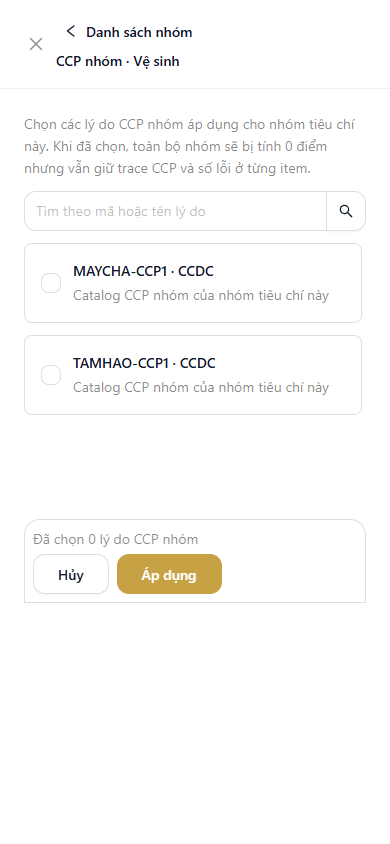 Danh sách nhóm
CCP nhóm · Vệ sinh
Chọn các lý do CCP nhóm áp dụng cho nhóm tiêu chí
này. Khi đã chọn, toàn bộ nhóm sẽ bị tính 0 điểm
nhưng vẫn giữ trace CCP và số lỗi ở từng item.
Tìm theo mã hoặc tên lý do
MAYCHA-CCP1 · CCDC
Catalog CCP nhóm của nhóm tiêu chí này
TAMHAO-CCP1 · CCDC
Catalog CCP nhóm của nhóm tiêu chí này
Đã chọn 0 lý do CCP nhóm
Hủy
Áp dụng